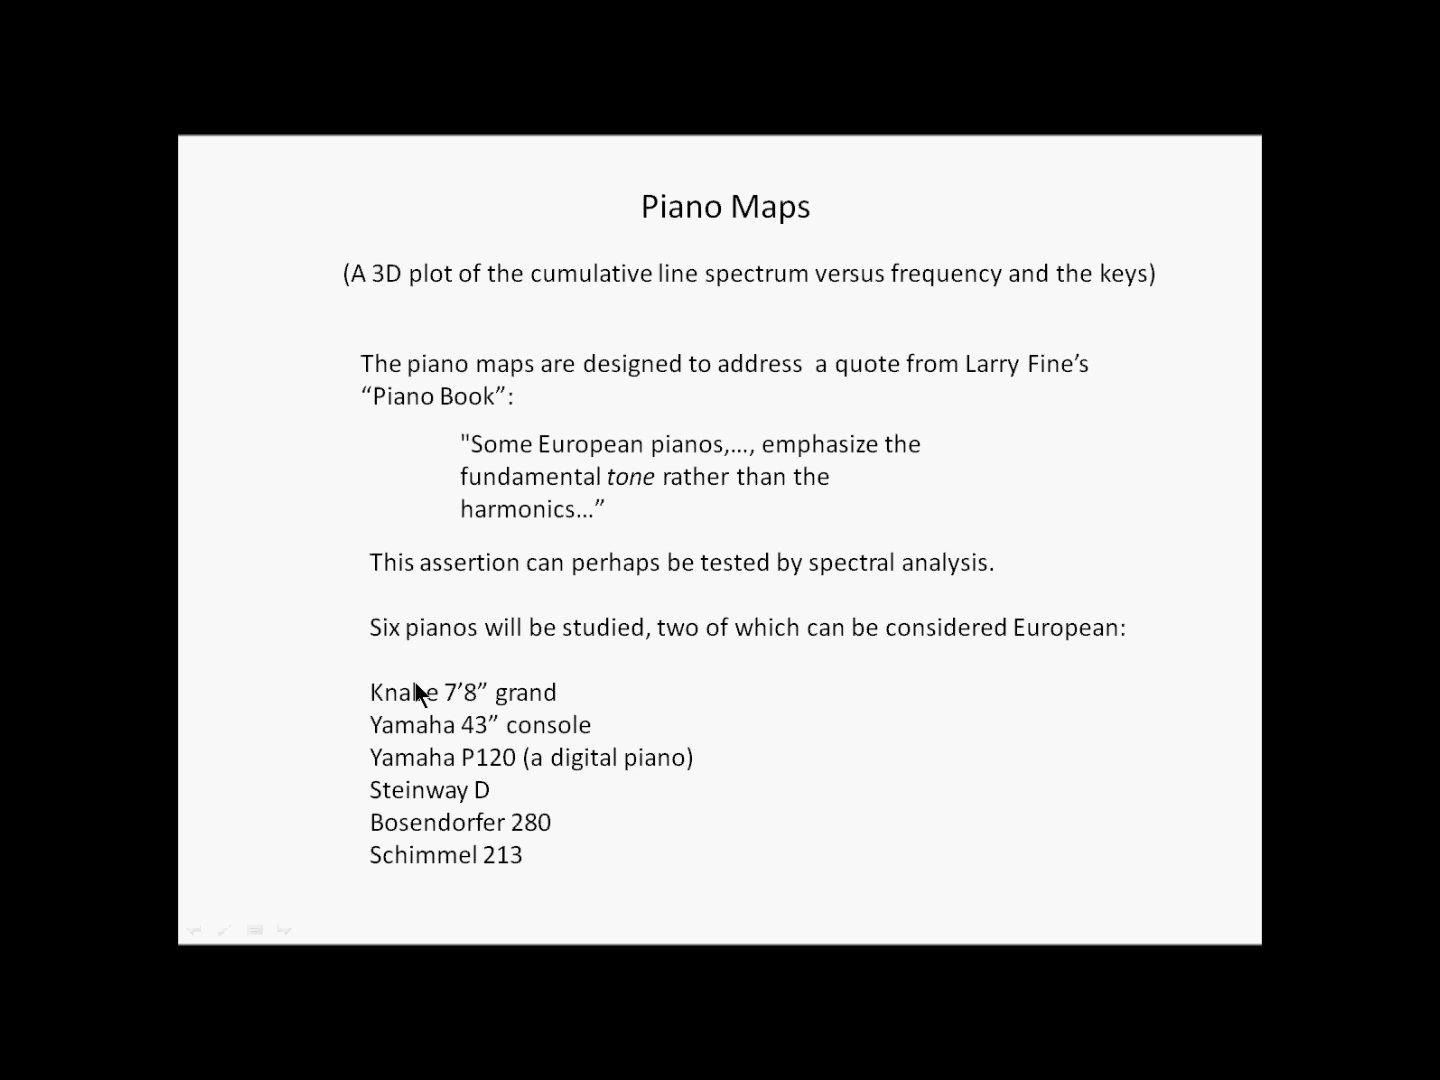 Piano Maps
(A 3D plot of the cumulative line spectrum versus frequency and the keys)
The piano maps are designed to address  a quote from Larry Fine’s
“Piano Book”:
"Some European pianos,…, emphasize the
fundamental tone rather than the
harmonics…”
This assertion can perhaps be tested by spectral analysis.
Six pianos will be studied, two of which can be considered European:
7’8” grand
Yamaha 43” console
Yamaha P120 (a digital piano)
Steinway D
Bosendorfer 280
Schimmel 213